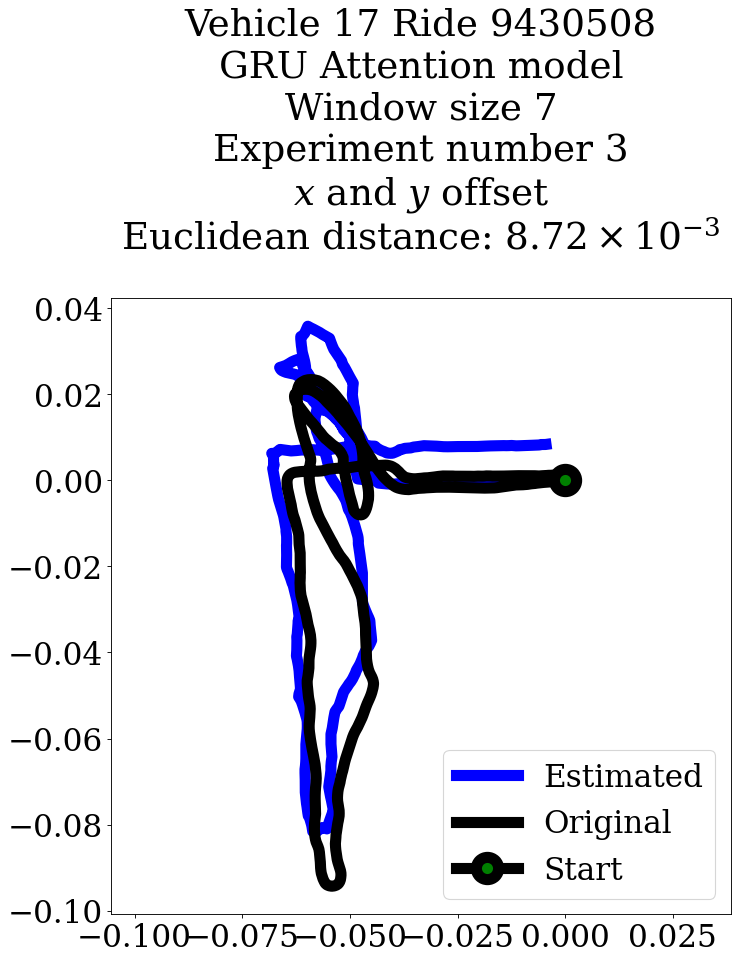 Vehicle 17 Ride 9430508
GRU Attention model
Window size 7
Experiment number 3
x and y offset
Euclidean distance: 8.72 × 10⁻³
0.04
0.02
0.00
−0.02
−0.04
−0.06
−0.08
−0.10
Estimated
Original
Start
−0.100 −0.075 −0.050 −0.025 0.000 0.025